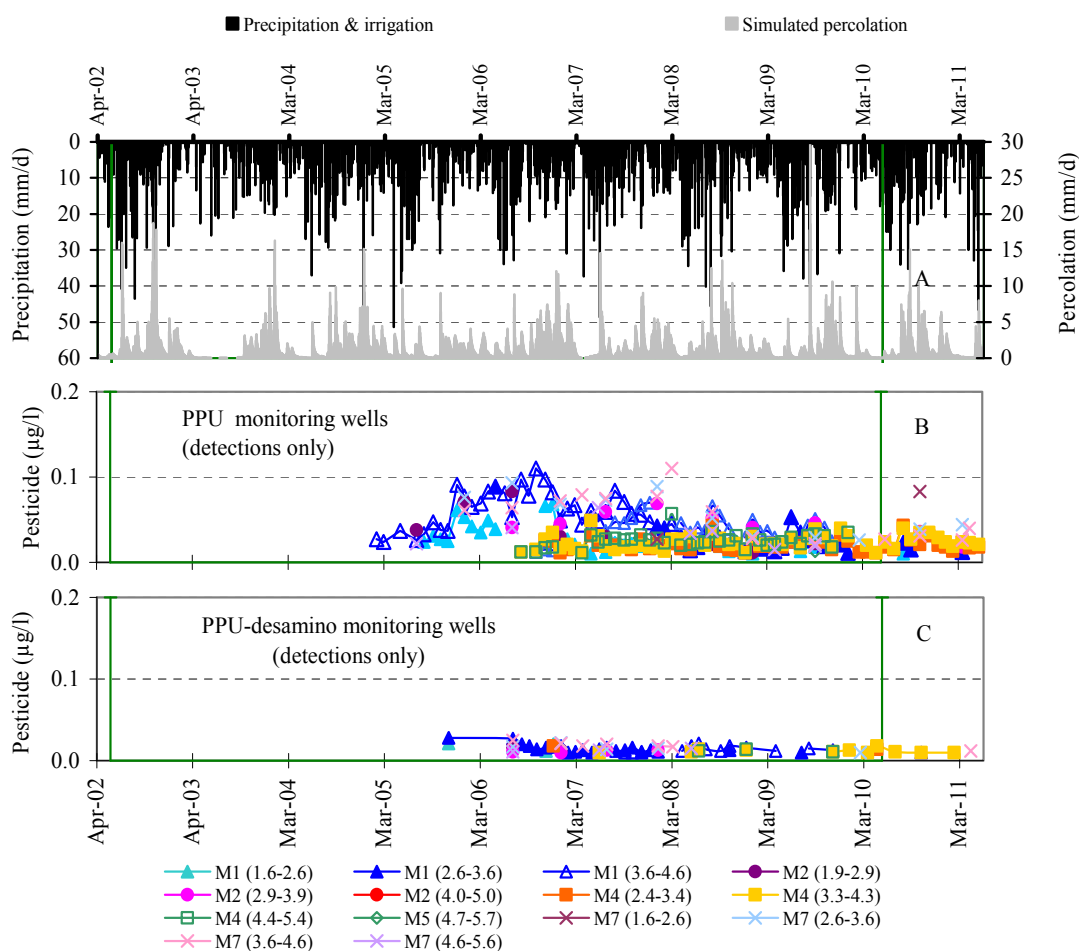 Precipitation & irrigation Simulated percolation
Apr-02 Apr-03 Mar-04 Mar-05 Mar-06 Mar-07 Mar-08 Mar-09 Mar-10 Mar-11
Precipitation (mm/d)
0
10
20
30
40
50
60
30
25
20
15
10
5
0
Percolation (mm/d)
A
Pesticide (µg/l)
0.2
0.1
0.0
PPU monitoring wells
(detections only)
B
Pesticide (µg/l)
0.2
0.1
0.0
PPU-desamino monitoring wells
(detections only)
C
Apr-02 Apr-03 Mar-04 Mar-05 Mar-06 Mar-07 Mar-08 Mar-09 Mar-10 Mar-11
M1 (1.6-2.6) M1 (2.6-3.6) M1 (3.6-4.6) M2 (1.9-2.9)
M2 (2.9-3.9) M2 (4.0-5.0) M4 (2.4-3.4) M4 (3.3-4.3)
M4 (4.4-5.4) M5 (4.7-5.7) M7 (1.6-2.6) M7 (2.6-3.6)
M7 (3.6-4.6) M7 (4.6-5.6)